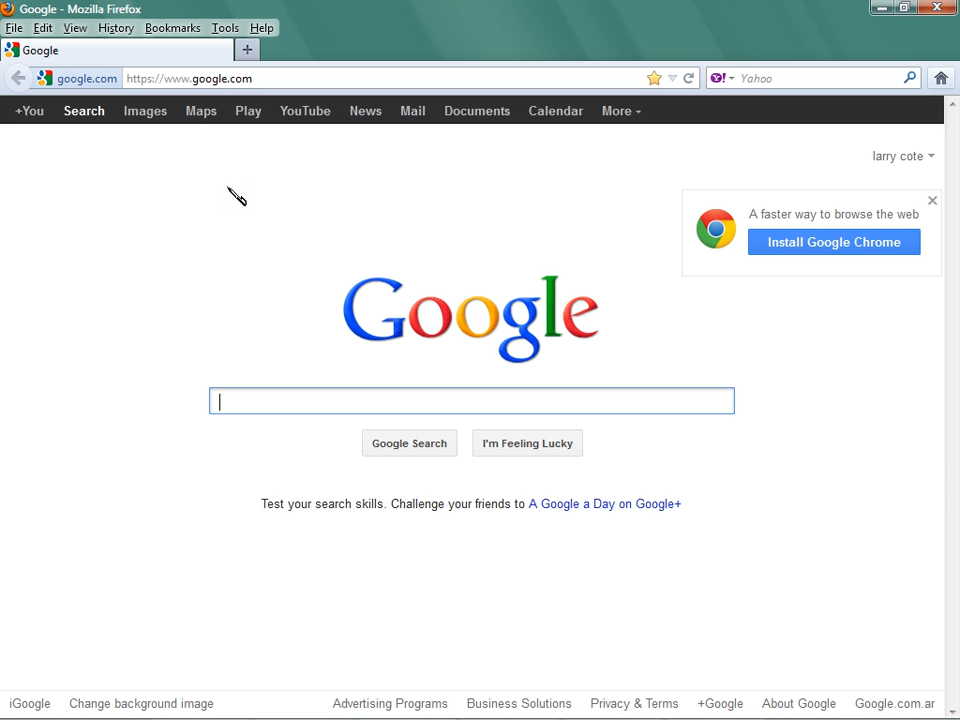 Google - Mozilla Firefox
File Edit View History Bookmarks Tools Help
Google
google.com https://www.google.com Y! Yahoo
+You Search Images Maps Play YouTube News Mail Documents Calendar More
larry cote
A faster way to browse the web
Install Google Chrome
Google
Google Search I'm Feeling Lucky
Test your search skills. Challenge your friends to A Google a Day on Google+
iGoogle Change background image Advertising Programs Business Solutions Privacy & Terms +Google About Google Google.com.ar